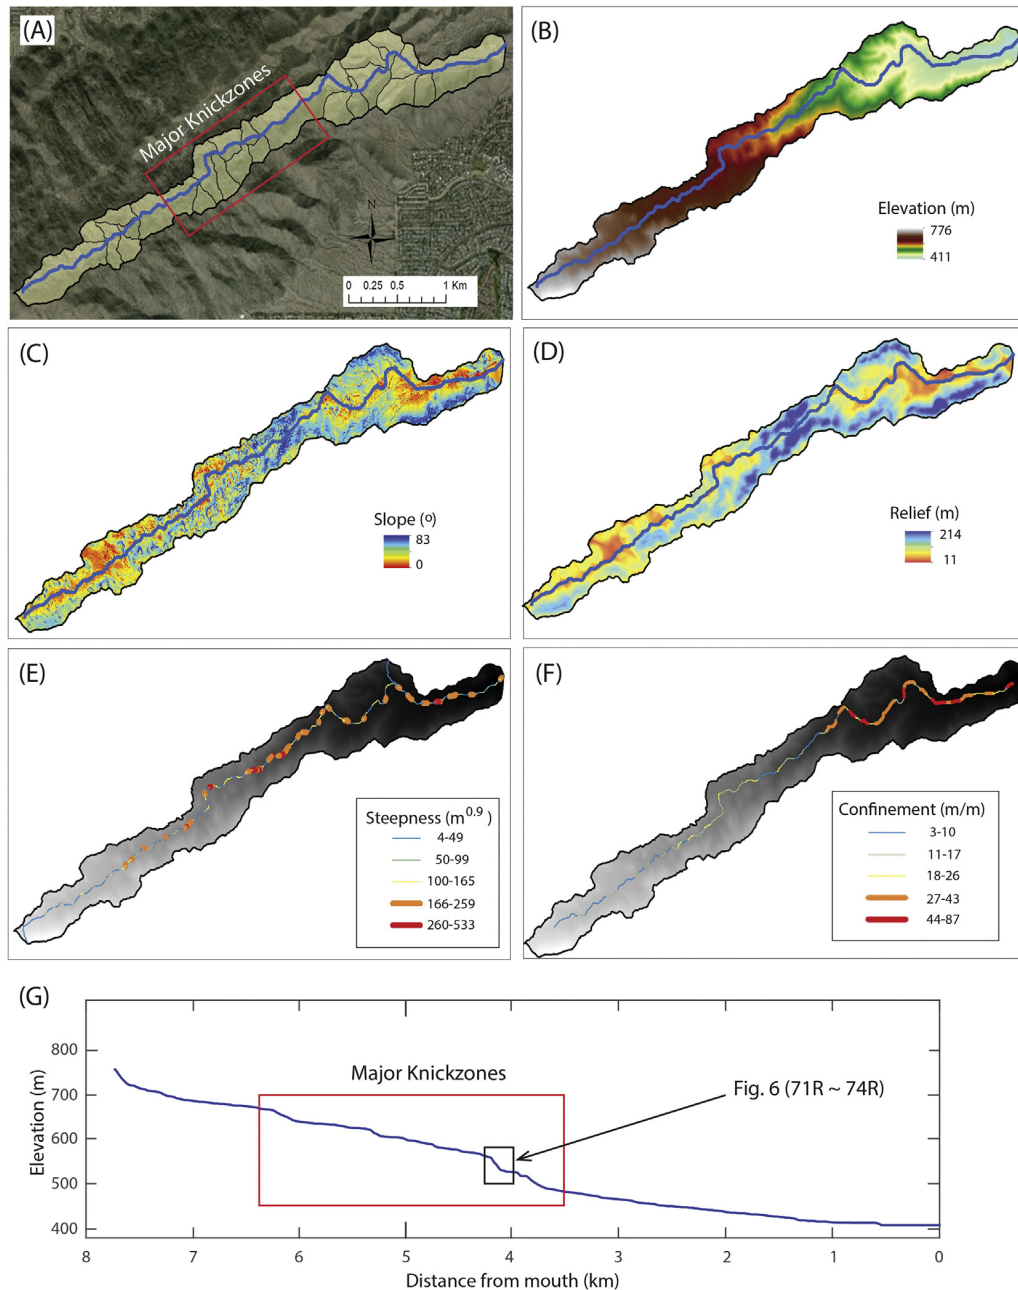 (A)
Major Knickzones
N
0 0.25 0.5 1 Km
(B)
Elevation (m)
776
411
(C)
Slope (o)
83
0
(D)
Relief (m)
214
11
(E)
Steepness (m0.9)
4-49
50-99
100-165
166-259
260-533
(F)
Confinement (m/m)
3-10
11-17
18-26
27-43
44-87
(G)
Elevation (m)
800
700
600
500
400
Major Knickzones
Fig. 6 (71R ~ 74R)
8 7 6 5 4 3 2 1 0
Distance from mouth (km)